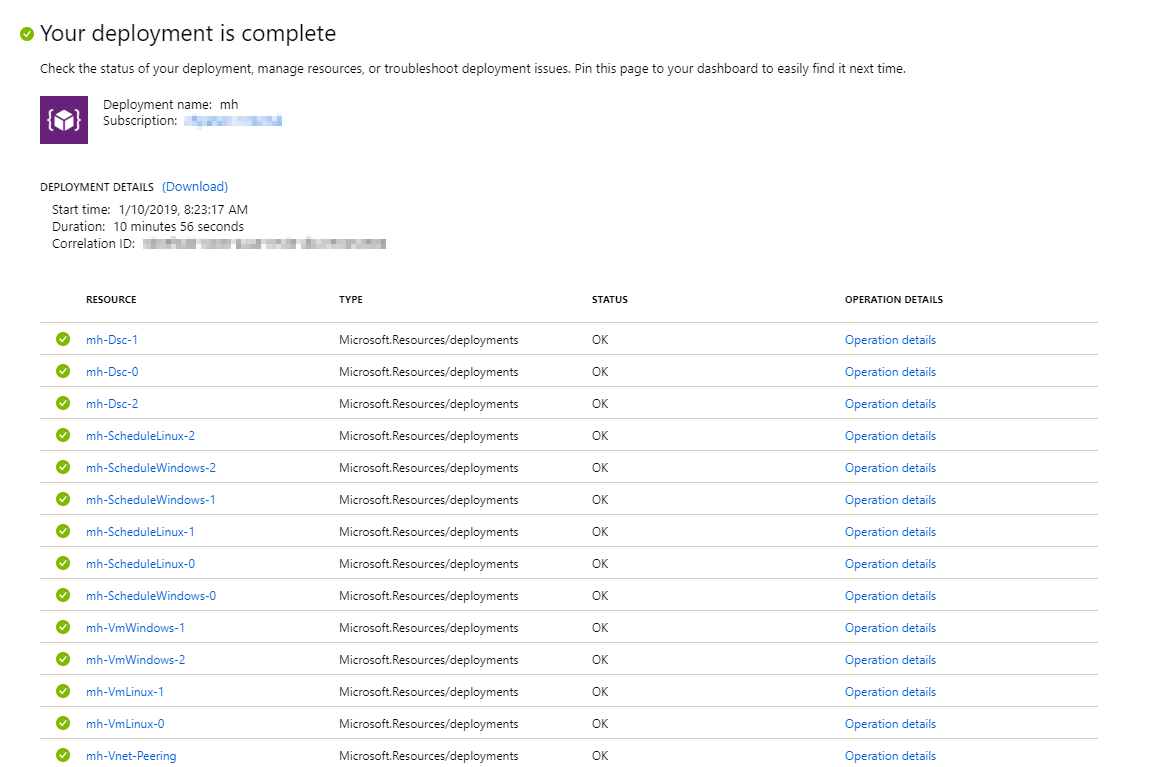 Your deployment is complete
Check the status of your deployment, manage resources, or troubleshoot deployment issues. Pin this page to your dashboard to easily find it next time.
Deployment name: mh
Subscription:
DEPLOYMENT DETAILS (Download)
Start time: 1/10/2019, 8:23:17 AM
Duration: 10 minutes 56 seconds
Correlation ID:
RESOURCE TYPE STATUS OPERATION DETAILS
mh-Dsc-1 Microsoft.Resources/deployments OK Operation details
mh-Dsc-0 Microsoft.Resources/deployments OK Operation details
mh-Dsc-2 Microsoft.Resources/deployments OK Operation details
mh-ScheduleLinux-2 Microsoft.Resources/deployments OK Operation details
mh-ScheduleWindows-2 Microsoft.Resources/deployments OK Operation details
mh-ScheduleWindows-1 Microsoft.Resources/deployments OK Operation details
mh-ScheduleLinux-1 Microsoft.Resources/deployments OK Operation details
mh-ScheduleLinux-0 Microsoft.Resources/deployments OK Operation details
mh-ScheduleWindows-0 Microsoft.Resources/deployments OK Operation details
mh-VmWindows-1 Microsoft.Resources/deployments OK Operation details
mh-VmWindows-2 Microsoft.Resources/deployments OK Operation details
mh-VmLinux-1 Microsoft.Resources/deployments OK Operation details
mh-VmLinux-0 Microsoft.Resources/deployments OK Operation details
mh-Vnet-Peering Microsoft.Resources/deployments OK Operation details